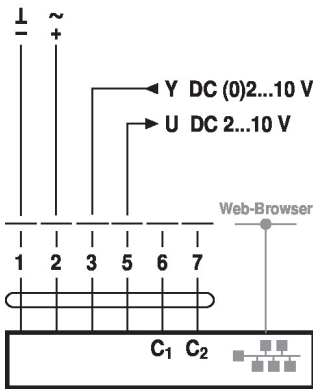 ⊥ ~
− +
Y DC (0)2...10 V
U DC 2...10 V
Web-Browser
1 2 3 5 6 7
C₁ C₂